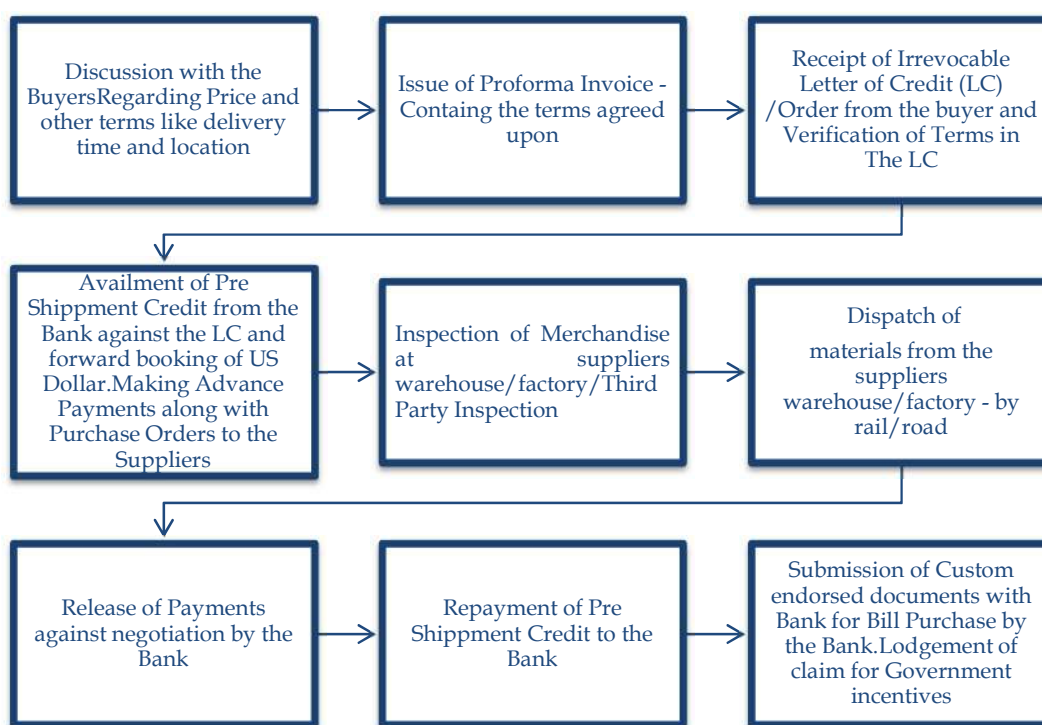 Discussion with the
BuyersRegarding Price and
other terms like delivery
time and location
Issue of Proforma Invoice -
Containg the terms agreed
upon
Receipt of Irrevocable
Letter of Credit (LC)
/Order from the buyer and
Verification of Terms in
The LC
Availment of Pre
Shippment Credit from the
Bank against the LC and
forward booking of US
Dollar.Making Advance
Payments along with
Purchase Orders to the
Suppliers
Inspection of Merchandise
at suppliers
warehouse/factory/Third
Party Inspection
Dispatch of
materials from the
suppliers
warehouse/factory - by
rail/road
Release of Payments
against negotiation by the
Bank
Repayment of Pre
Shippment Credit to the
Bank
Submission of Custom
endorsed documents with
Bank for Bill Purchase by
the Bank.Lodgement of
claim for Government
incentives